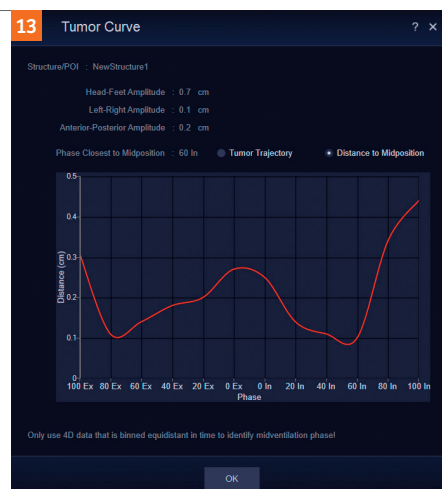 13 Tumor Curve ? ×
Structure/POI : NewStructure1
Head-Feet Amplitude : 0.7 cm
Left-Right Amplitude : 0.1 cm
Anterior-Posterior Amplitude : 0.2 cm
Phase Closest to Midposition : 60 In Tumor Trajectory Distance to Midposition
0.5
0.4
0.3
0.2
0.1
0
Distance (cm)
100 Ex 80 Ex 60 Ex 40 Ex 20 Ex 0 Ex 0 In 20 In 40 In 60 In 80 In 100 In
Phase
Only use 4D data that is binned equidistant in time to identify midventilation phase!
OK